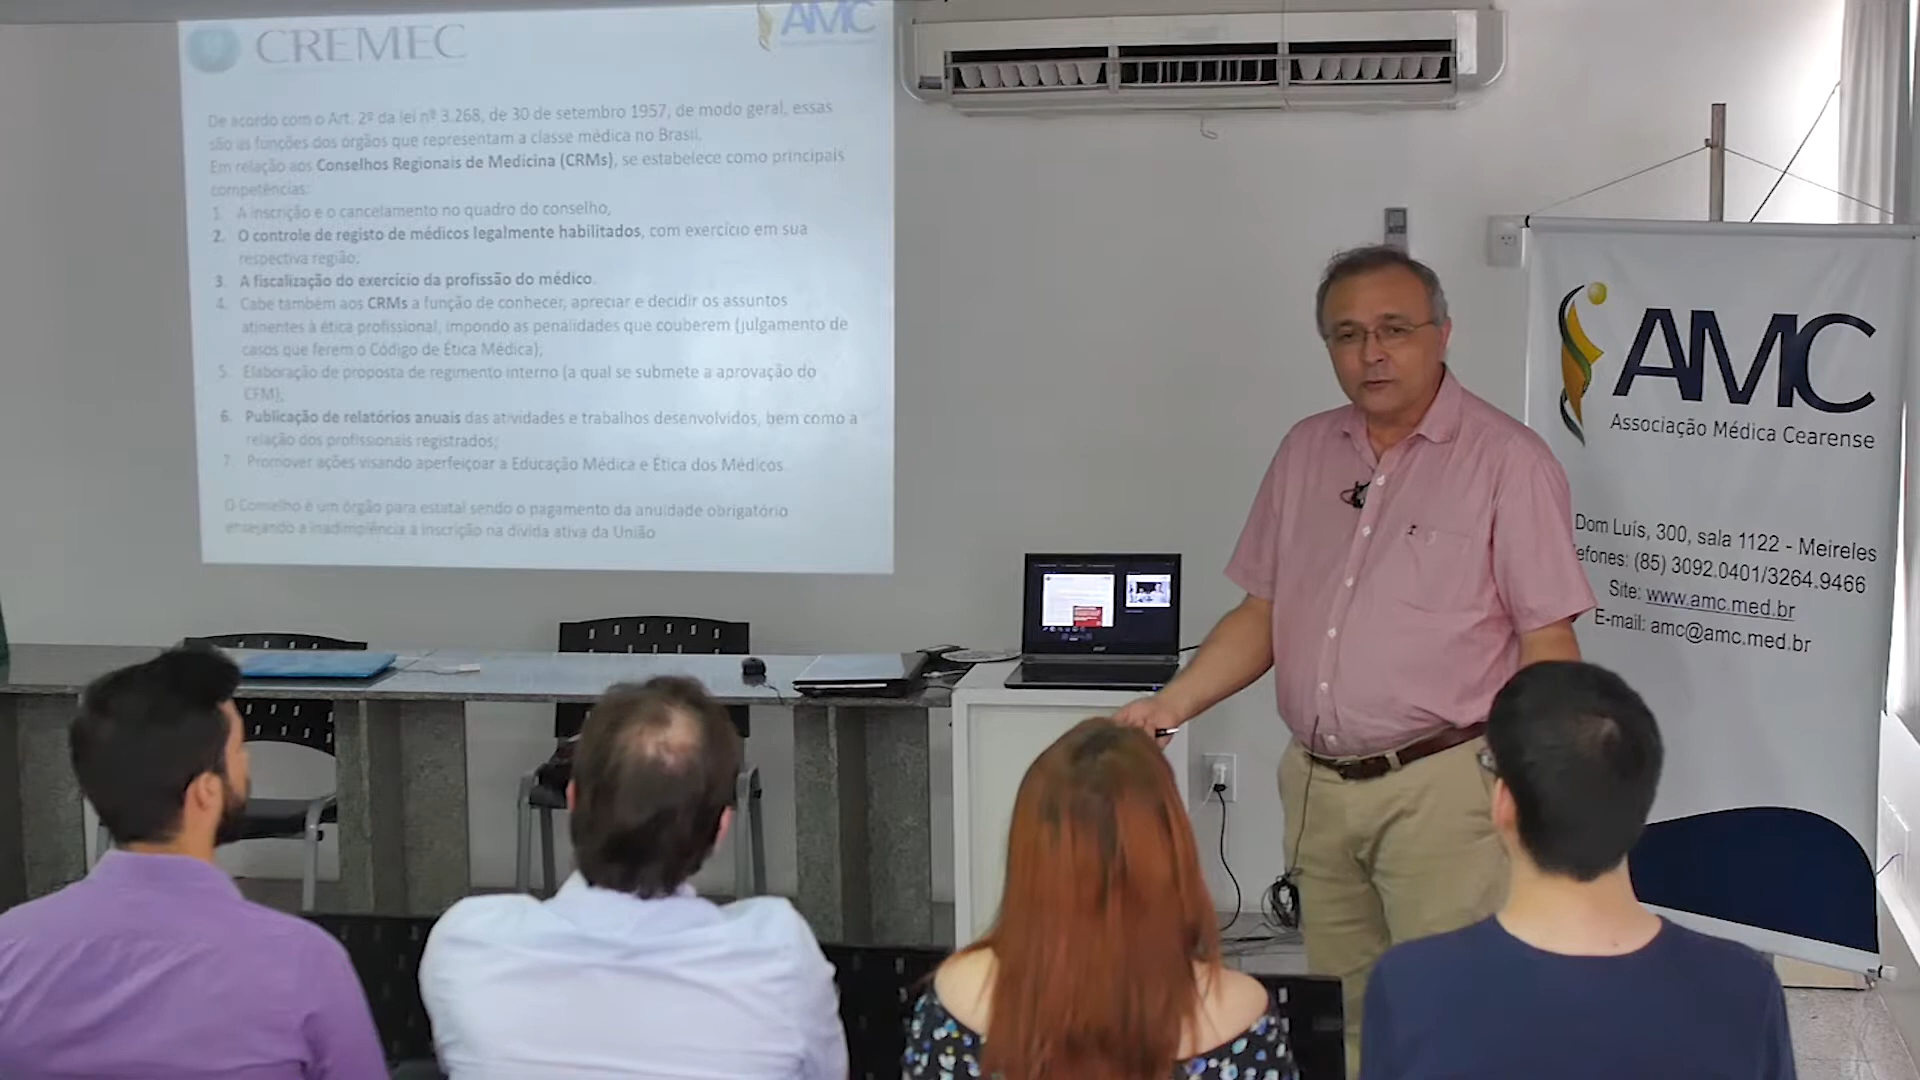 CREMEC
AMC
De acordo com o Art. 2º da lei nº 3.268, de 30 de setembro 1957, de modo geral, essas
são as funções dos órgãos que representam a classe médica no Brasil.
Em relação aos Conselhos Regionais de Medicina (CRMs), se estabelece como principais
competências:
1. A inscrição e o cancelamento no quadro do conselho,
2. O controle de registo de médicos legalmente habilitados, com exercício em sua
respectiva região;
3. A fiscalização do exercício da profissão do médico.
4. Cabe também aos CRMs a função de conhecer, apreciar e decidir os assuntos
atinentes à ética profissional, impondo as penalidades que couberem (julgamento de
casos que ferem o Código de Ética Médica);
5. Elaboração de proposta de regimento interno (a qual se submete a aprovação do
CFM);
6. Publicação de relatórios anuais das atividades e trabalhos desenvolvidos, bem como a
relação dos profissionais registrados;
7. Promover ações visando aperfeiçoar a Educação Médica e Ética dos Médicos
O Conselho é um órgão para estatal sendo o pagamento da anuidade obrigatório
ensejando a inadimplência a inscrição na divida ativa da União
AMC
Associação Médica Cearense
Dom Luís, 300, sala 1122 - Meireles
efones: (85) 3092.0401/3264.9466
Site: www.amc.med.br
E-mail: amc@amc.med.br